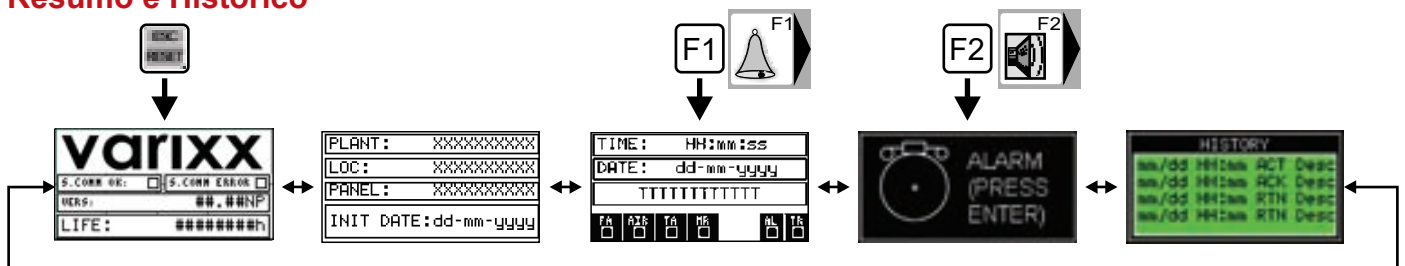 Resumo e Histórico
ESC
RESET
F1
F1
F2
F2
varixx
S.COMM OK: S.COMM ERROR
VERS: ##.##NP
LIFE: ########h
PLANT: XXXXXXXXXX
LOC: XXXXXXXXXX
PANEL: XXXXXXXXXX
INIT DATE:dd-mm-yyyy
TIME: HH:mm:ss
DATE: dd-mm-yyyy
TTTTTTTTTTTT
FA AIR TA MR AL TR
ALARM
(PRESS
ENTER)
HISTORY
mm/dd HH:mm ACT Desc
mm/dd HH:mm ACK Desc
mm/dd HH:mm RTN Desc
mm/dd HH:mm RTN Desc